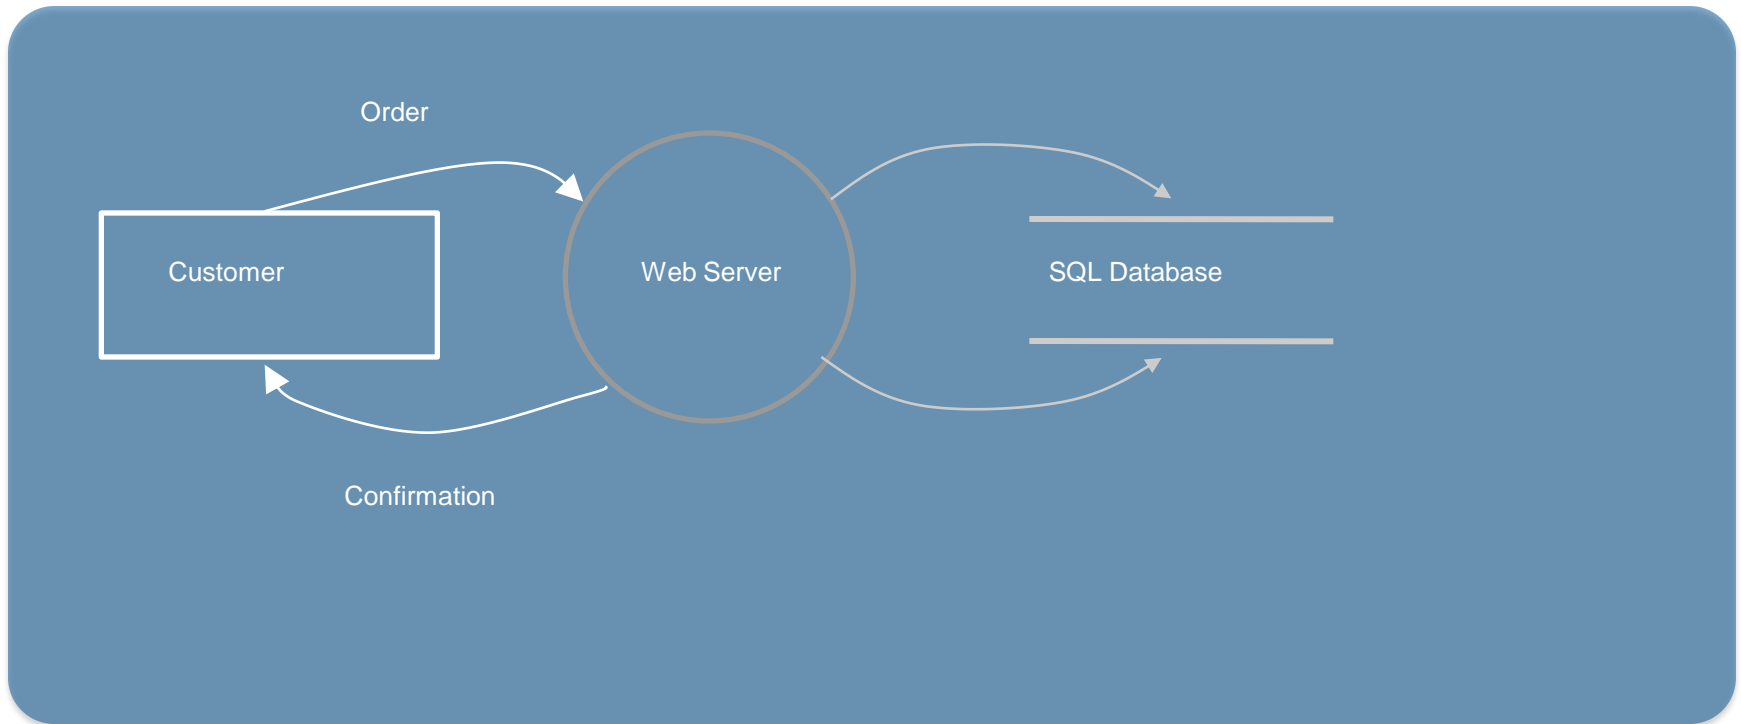 Order
Customer
Web Server
SQL Database
Confirmation